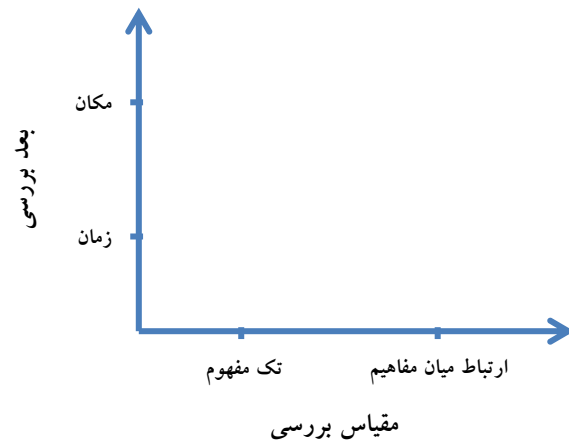 مکان
بعد بررسی
زمان
تک مفهوم
ارتباط میان مفاهیم
مقیاس بررسی